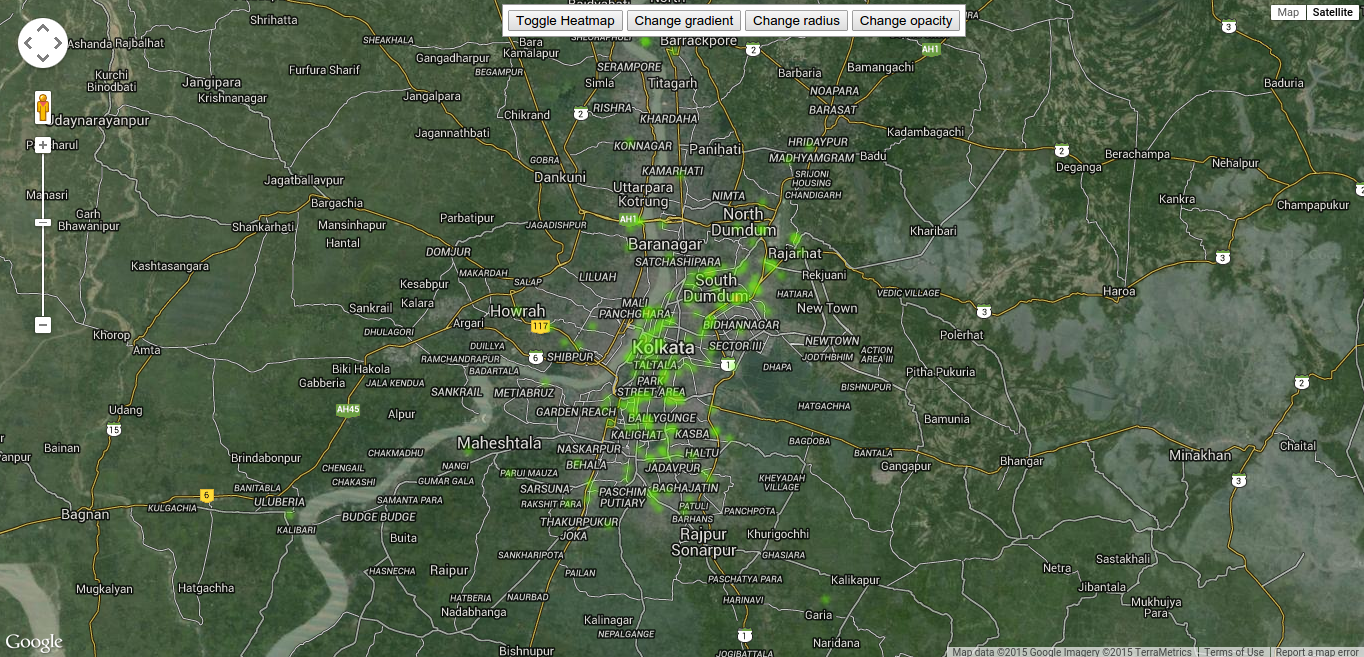 Toggle Heatmap
Change gradient
Change radius
Change opacity
Map
Satellite
Shrihatta
Barrackpore
2
AH1
3
Ashanda
Rajbalhat
SHEAKHALA
Bara
Kamalapur
Gangadharpur
BEGAMPUR
SERAMPORE
Simla
Titagarh
Barbaria
Bamangachi
Kurchi
Binodbati
Jangipara
Furfura Sharif
Krishnanagar
Jangalpara
NOAPARA
Baduria
Udaynarayanpur
Chikrand
2
RISHRA
KHARDAHA
BARASAT
Jagannathbati
Kadambagachi
KONNAGAR
Panihati
HRIDAYPUR
MADHYAMGRAM
Badu
2
Berachampa
Deganga
Nehalpur
GOBRA
Dankuni
KAMARHATI
SRIJONI
HOUSING
CHANDIGARH
Jagatballavpur
Uttarpara
Kotrung
NIMTA
Manasri
Bargachia
Kankra
Champapukur
Garh
Bhawanipur
Shankarhati
Mansinhapur
Hantal
Parbatipur
JAGADISHPUR
AH1
North
Dumdum
Kharibari
Baranagar
DOMJUR
SATCHASHIPARA
Rajarhat
3
Kashtasangara
MAKARDAH
SALAP
LILUAH
Rekjuani
Kesabpur
South
Dumdum
HATIARA
VEDIC VILLAGE
Haroa
Sankrail
Kalara
Howrah
MALI
PANCHGHARA
New Town
3
Khorop
Amta
DHULAGORI
Argari
117
BIDHANNAGAR
Polerhat
DUILLYA
Kolkata
SECTOR III
NEWTOWN
JODTHBHIM
ACTION
AREA III
RAMCHANDRAPUR
BADARTALA
6
SHIBPUR
TALTALA
1
DHAPA
Biki Hakola
Gabberia
JALA KENDUA
SANKRAIL
METIABRUZ
PARK
STREET AREA
BISHNUPUR
Pitha Pukuria
2
Udang
AH45
Alpur
GARDEN REACH
BALLYGUNGE
HATGACHHA
Bamunia
15
Bainan
Maheshtala
KALIGHAT
KASBA
BAGDOBA
Chaital
Brindabonpur
CHAKMADHU
NASKARPUR
HALTU
BANTALA
Gangapur
Bhangar
Minakhan
CHENGAIL
CHAKASHI
NANGI
GUMAR GALA
PARUI MAUZA
BEHALA
JADAVPUR
KHEYADAH
VILLAGE
3
6
BANITABLA
ULUBERIA
SAMANTA PARA
SARSUNA
PASCHIM
PUTIARY
BAGHAJATIN
Bagnan
KULGACHIA
BUDGE BUDGE
RAKSHIT PARA
PATULI
PANCHPOTA
KALIBARI
THAKURPUKUR
JOKA
BARHANS
Buita
Rajpur
Sonarpur
Khurigochhi
SANKHARIPOTA
GHASIARA
Sastakhali
HASNECHA
Raipur
PAILAN
PASCHATYA PARA
Kalikapur
Netra
Jibantala
Mugkalyan
Hatgachha
HATBERIA
NAURBAD
HARINAVI
Garia
Mukhujya
Para
Nadabhanga
Kalinagar
NEPALGANGE
1
Naridana
Bishnupur
JOGIBATTALA
Google
Map data ©2015 Google Imagery ©2015 TerraMetrics
Terms of Use
Report a map error